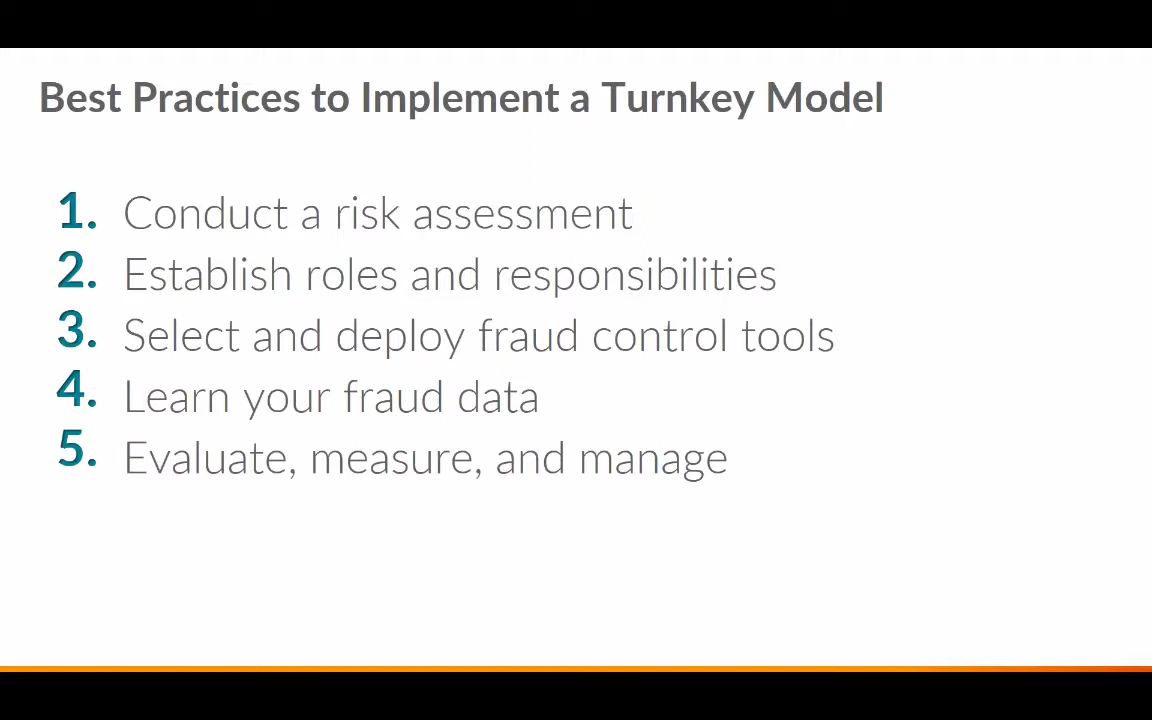 Best Practices to Implement a Turnkey Model
1. Conduct a risk assessment
2. Establish roles and responsibilities
3. Select and deploy fraud control tools
4. Learn your fraud data
5. Evaluate, measure, and manage